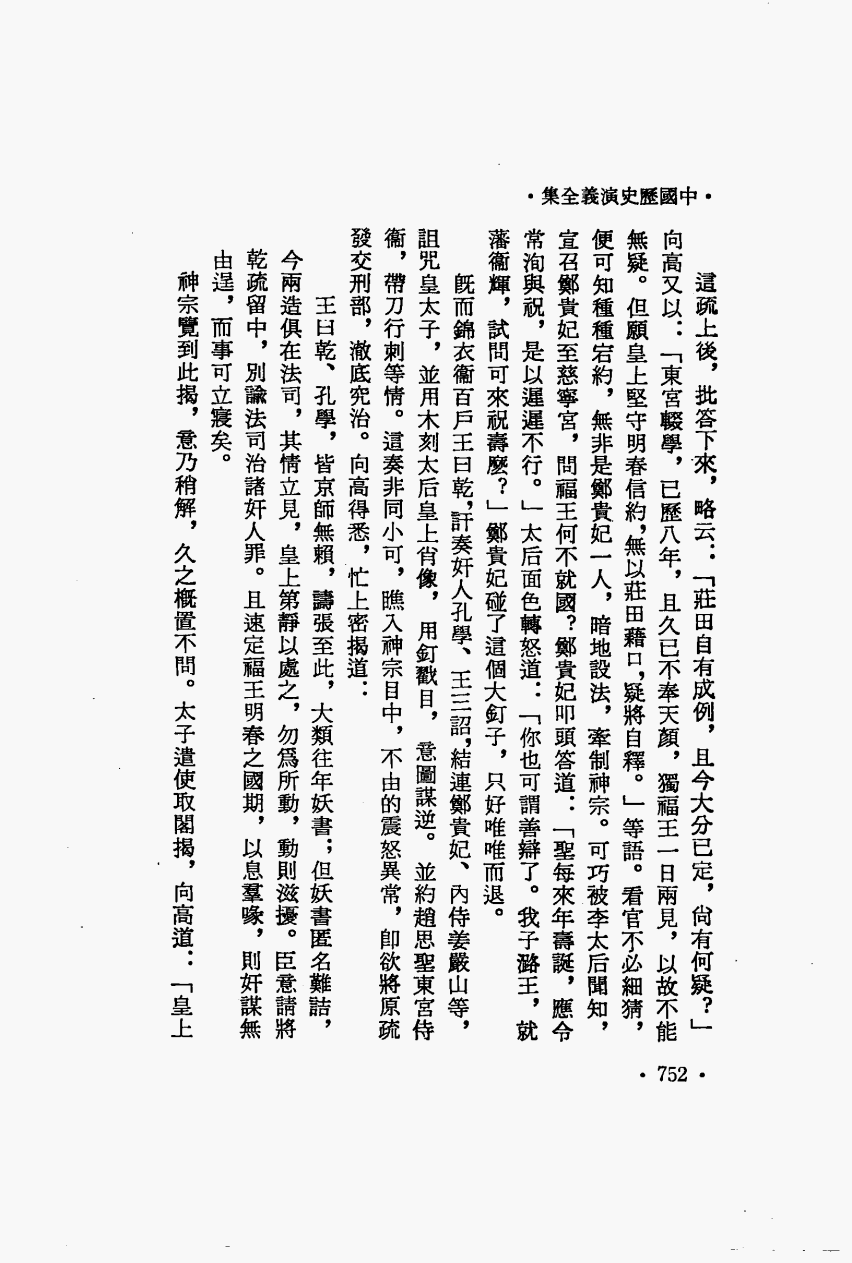 ·中國歷史演義全集·
這疏上後，批答下來，略云：「莊田自有成例，且今大分已定，尙有何疑？」
向高又以：「東宮輟學，已歷八年，且久已不奉天顏，獨福王一日兩見，以故不能
無疑。但願皇上堅守明春信約，無以莊田藉口，疑將自釋。」等語。看官不必細猜，
便可知種種宕約，無非是鄭貴妃一人，暗地設法，牽制神宗。可巧被李太后聞知，
宣召鄭貴妃至慈寧宮，問福王何不就國？鄭貴妃叩頭答道：「聖每來年壽誕，應令
常洵與祝，是以遲遲不行。」太后面色轉怒道：「你也可謂善辯了。我子潞王，就
藩衞輝，試問可來祝壽麼？」鄭貴妃碰了這個大釘子，只好唯唯而退。
旣而錦衣衞百戶王曰乾，訐奏奸人孔學、王三詔，結連鄭貴妃、內侍姜嚴山等，
詛咒皇太子，並用木刻太后皇上肖像，用釘戳目，意圖謀逆。並約趙思聖東宮侍
衞，帶刀行刺等情。這奏非同小可，瞧入神宗目中，不由的震怒異常，卽欲將原疏
發交刑部，澈底究治。向高得悉，忙上密揭道：
王曰乾、孔學，皆京師無賴，譸張至此，大類往年妖書；但妖書匿名難詰，
今兩造俱在法司，其情立見，皇上第靜以處之，勿爲所動，動則滋擾。臣意請將
乾疏留中，別諭法司治諸奸人罪。且速定福王明春之國期，以息羣喙，則奸謀無
由逞，而事可立寢矣。
神宗覽到此揭，意乃稍解，久之槪置不問。太子遣使取閣揭，向高道：「皇上
·752·